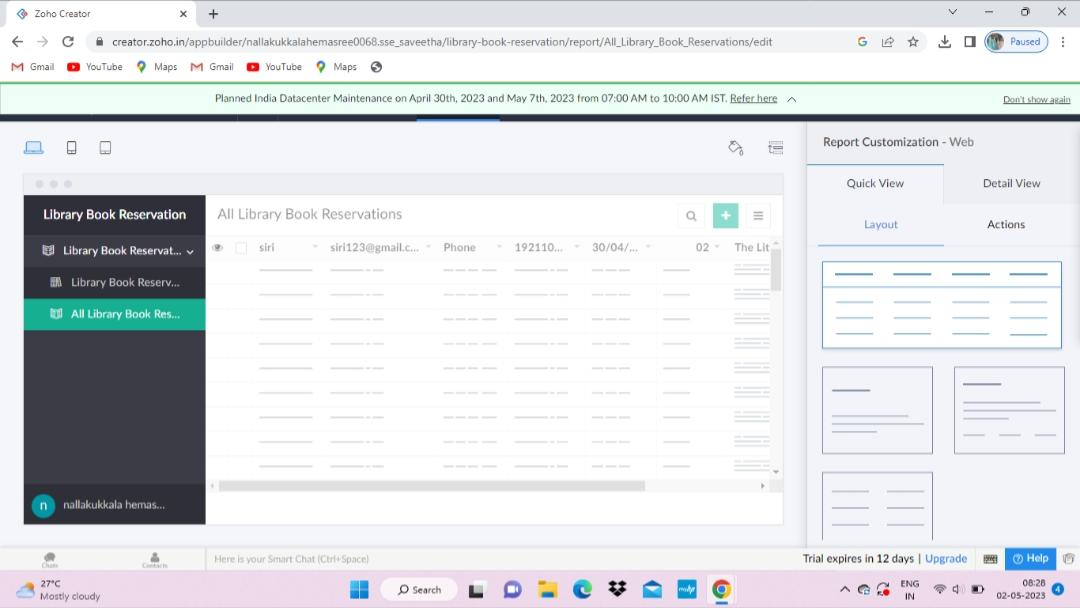 Zoho Creator
creator.zoho.in/appbuilder/nallakukkalahemasree0068.sse_saveetha/library-book-reservation/report/All_Library_Book_Reservations/edit
Paused
Gmail YouTube Maps Gmail YouTube Maps
Planned India Datacenter Maintenance on April 30th, 2023 and May 7th, 2023 from 07:00 AM to 10:00 AM IST. Refer here
Don't show again
Report Customization - Web
Quick View Detail View
Layout Actions
Library Book Reservation
All Library Book Reservations
Library Book Reservat...
siri siri123@gmail.c... Phone 192110... 30/04/... 02 The Lit
Library Book Reserv...
All Library Book Res...
n nallakukkala hemas...
Chats Contacts Here is your Smart Chat (Ctrl+Space)
Trial expires in 12 days | Upgrade
Help
27°C
Mostly cloudy
Search
ENG
IN
08:28
02-05-2023
4